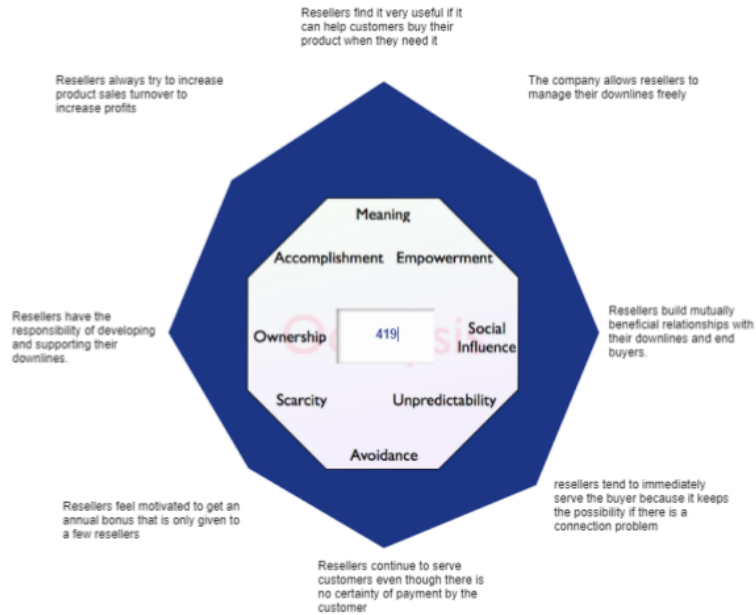 Resellers find it very useful if it
can help customers buy their
product when they need it
Resellers always try to increase
product sales turnover to
increase profits
The company allows resellers to
manage their downlines freely
Meaning
Accomplishment
Empowerment
Resellers have the
responsibility of developing
and supporting their
downlines.
Ownership
419
Social
Influence
Resellers build mutually
beneficial relationships with
their downlines and end
buyers.
Scarcity
Unpredictability
Avoidance
Resellers feel motivated to get an
annual bonus that is only given to
a few resellers
resellers tend to immediately
serve the buyer because it keeps
the possibility if there is a
connection problem
Resellers continue to serve
customers even though there is
no certainty of payment by the
customer